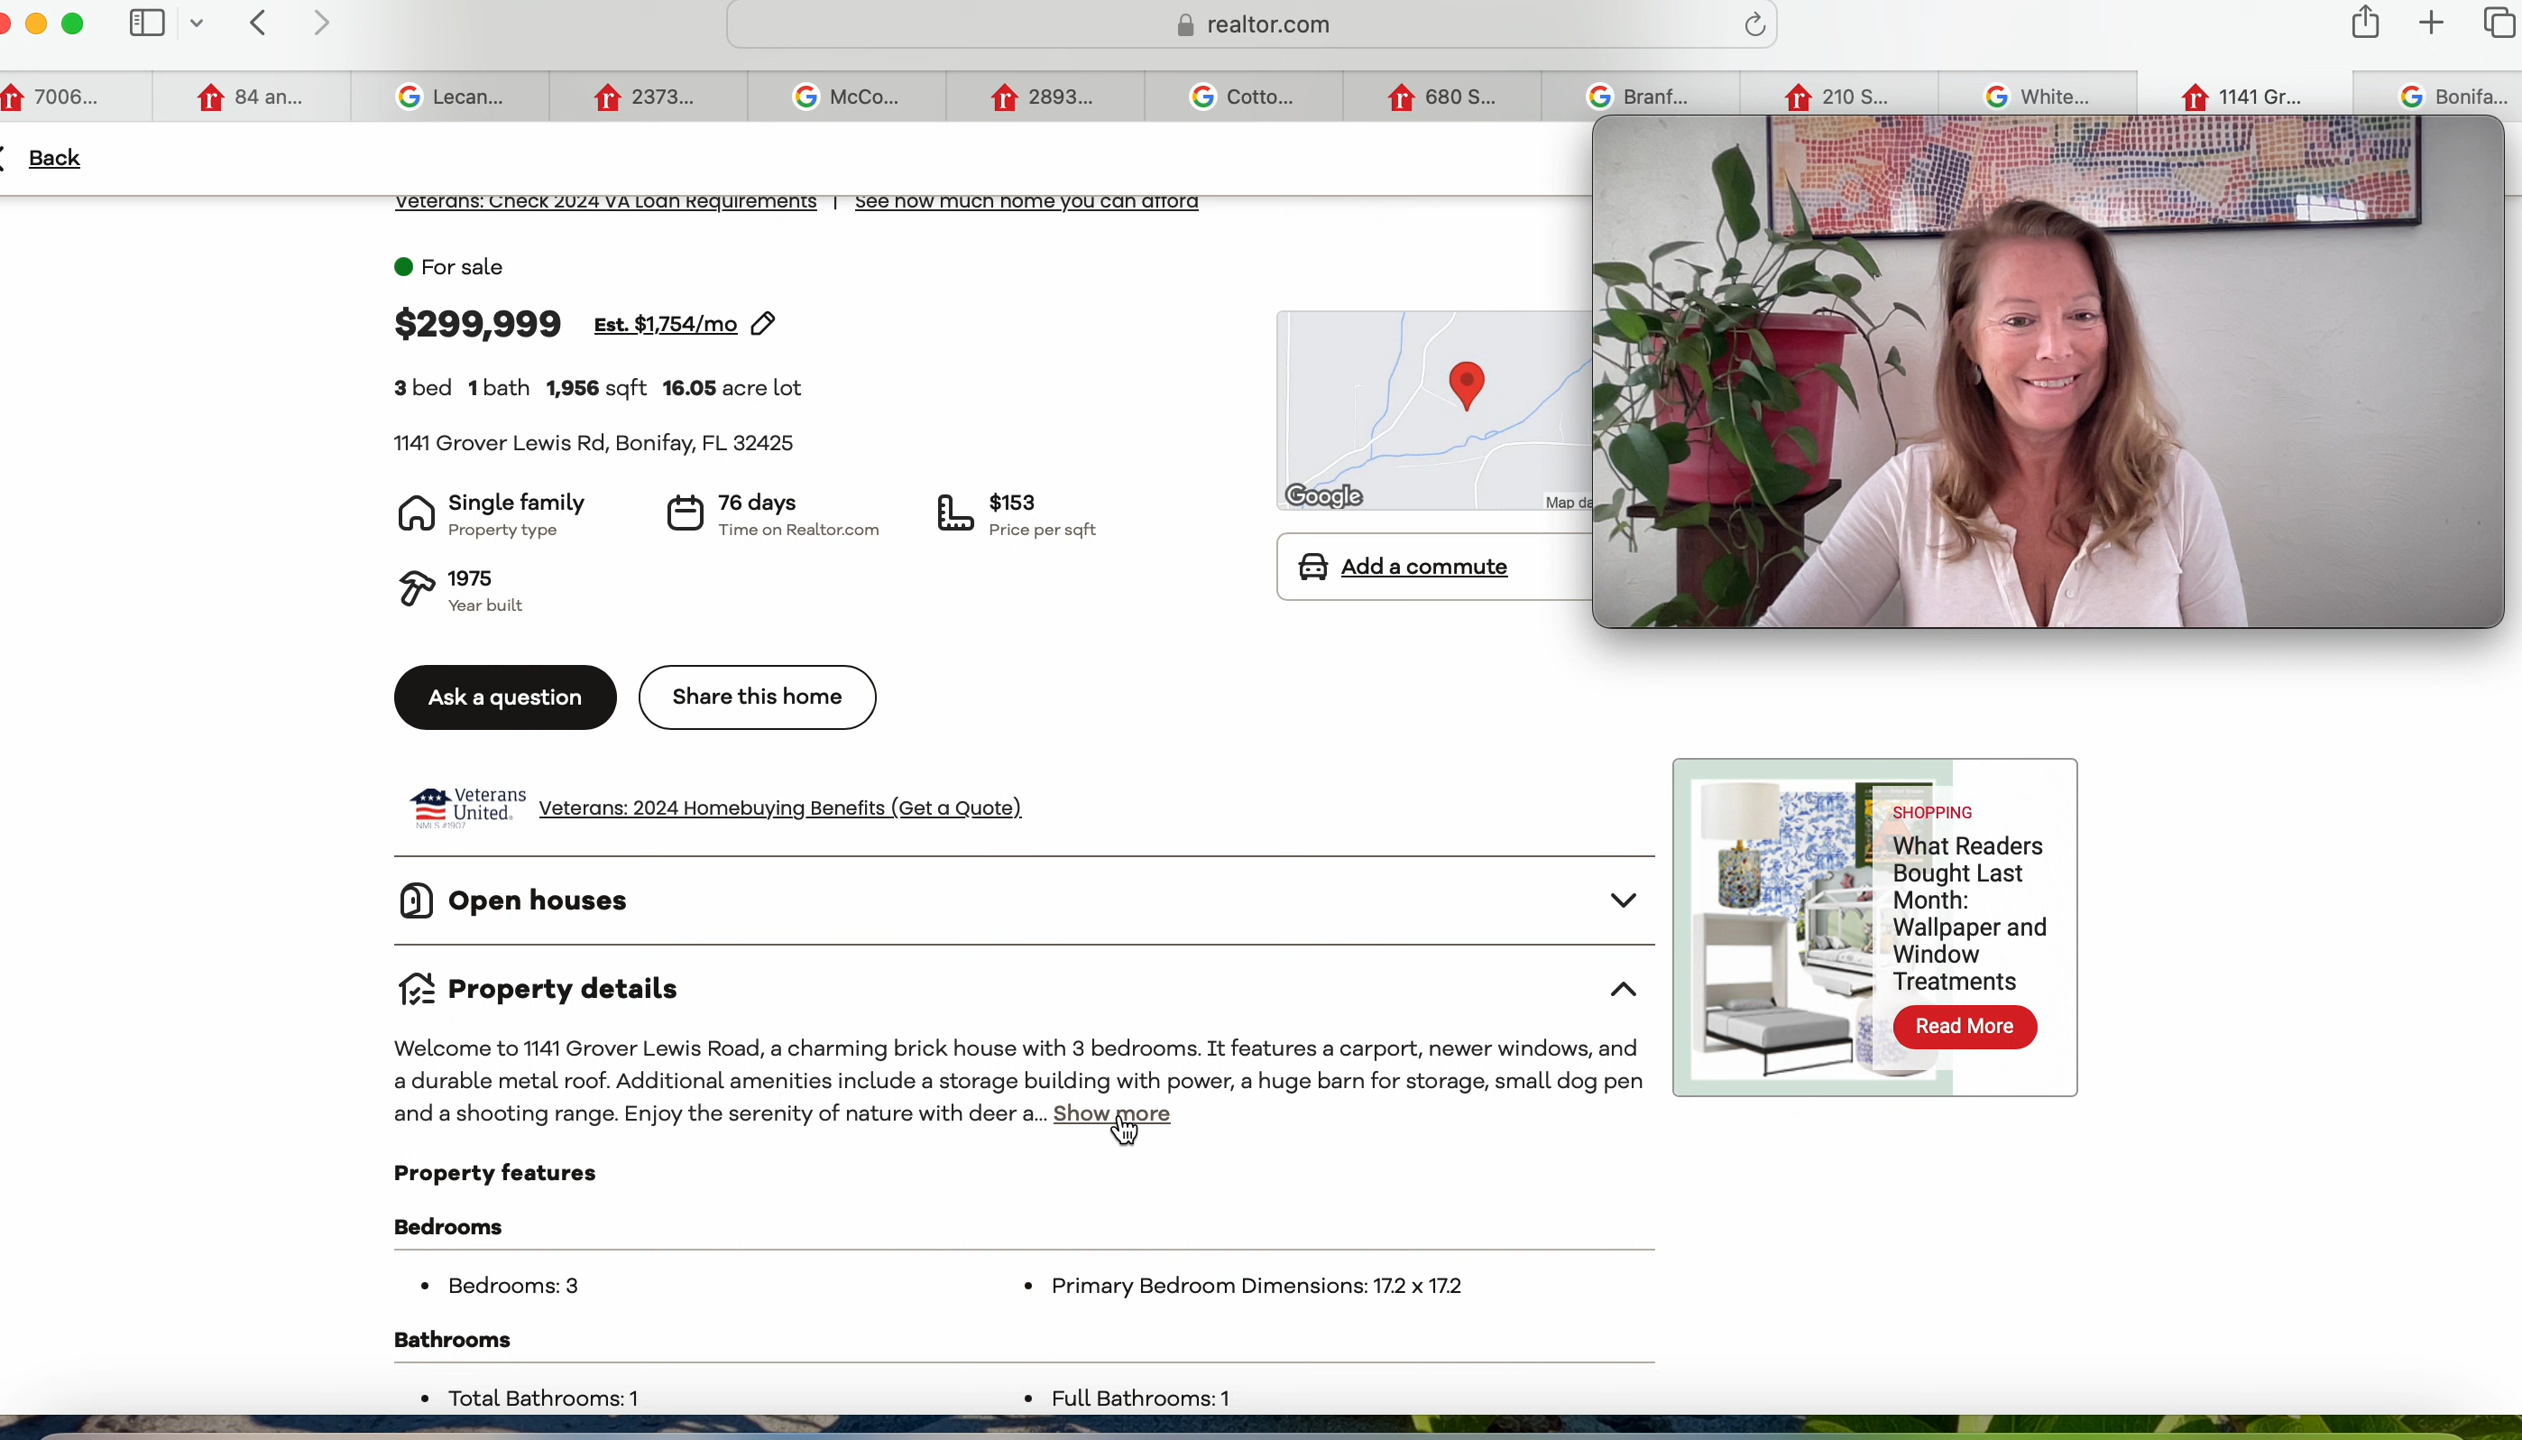 realtor.com
7006...
84 an...
Lecan...
2373...
McCo...
2893...
Cotto...
680 S...
Branf...
210 S...
White...
1141 Gr...
Bonifa...
Back
Veterans: Check 2024 VA Loan Requirements | See how much home you can afford
For sale
$299,999 Est. $1,754/mo
3 bed 1 bath 1,956 sqft 16.05 acre lot
1141 Grover Lewis Rd, Bonifay, FL 32425
Single family
Property type
76 days
Time on Realtor.com
$153
Price per sqft
1975
Year built
Google
Map da
Add a commute
Ask a question
Share this home
Veterans
United.
NMLS #1907
Veterans: 2024 Homebuying Benefits (Get a Quote)
Open houses
Property details
Welcome to 1141 Grover Lewis Road, a charming brick house with 3 bedrooms. It features a carport, newer windows, and
a durable metal roof. Additional amenities include a storage building with power, a huge barn for storage, small dog pen
and a shooting range. Enjoy the serenity of nature with deer a... Show more
Property features
Bedrooms
• Bedrooms: 3
• Primary Bedroom Dimensions: 17.2 x 17.2
Bathrooms
• Total Bathrooms: 1
• Full Bathrooms: 1
SHOPPING
What Readers
Bought Last
Month:
Wallpaper and
Window
Treatments
Read More